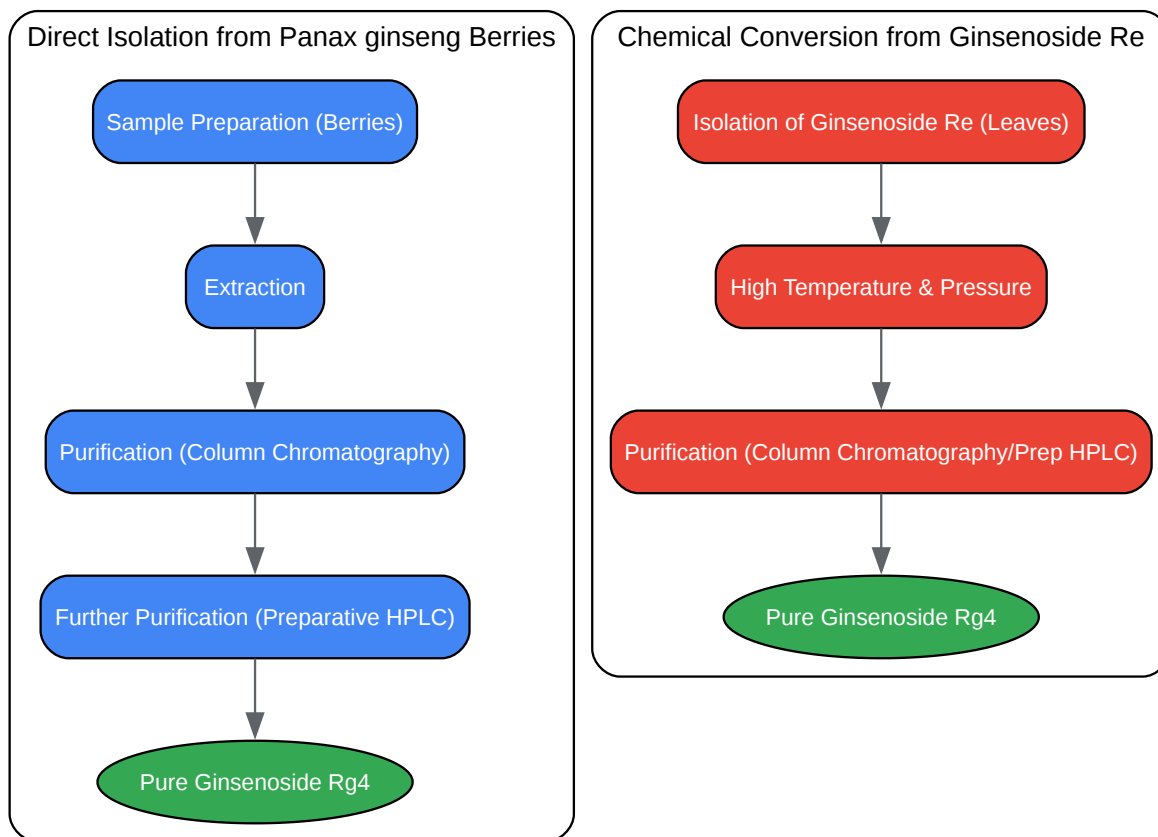 Direct Isolation from Panax ginseng Berries
Sample Preparation (Berries)
Extraction
Purification (Column Chromatography)
Further Purification (Preparative HPLC)
Pure Ginsenoside Rg4
Chemical Conversion from Ginsenoside Re
Isolation of Ginsenoside Re (Leaves)
High Temperature & Pressure
Purification (Column Chromatography/Prep HPLC)
Pure Ginsenoside Rg4